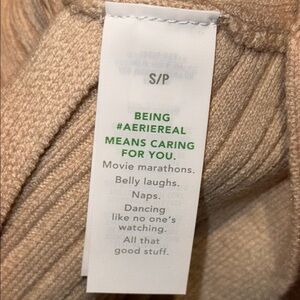 S/P
BEING
#AERIEREAL
MEANS CARING
FOR YOU.
Movie marathons.
Belly laughs.
Naps.
Dancing
like no one's
watching.
All that
good stuff.